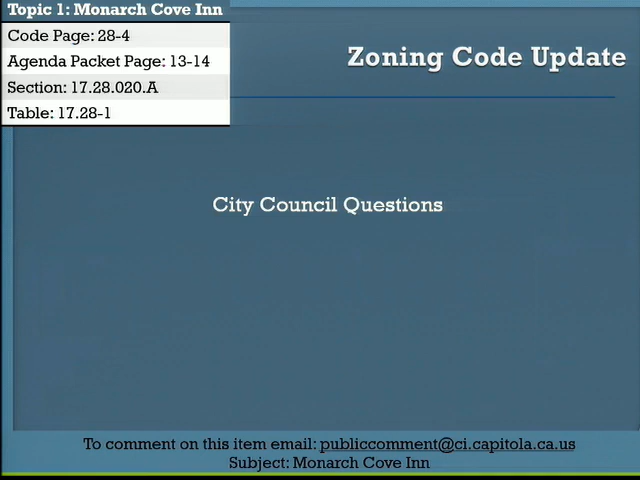 Topic 1: Monarch Cove Inn
Code Page: 28-4
Agenda Packet Page: 13-14
Section: 17.28.020.A
Table: 17.28-1
Zoning Code Update
City Council Questions
To comment on this item email: publiccomment@ci.capitola.ca.us
Subject: Monarch Cove Inn